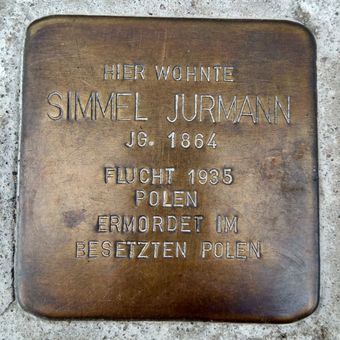 HIER WOHNTE
SIMMEL JURMANN
JG. 1864
FLUCHT 1935
POLEN
ERMORDET IM
BESETZTEN POLEN